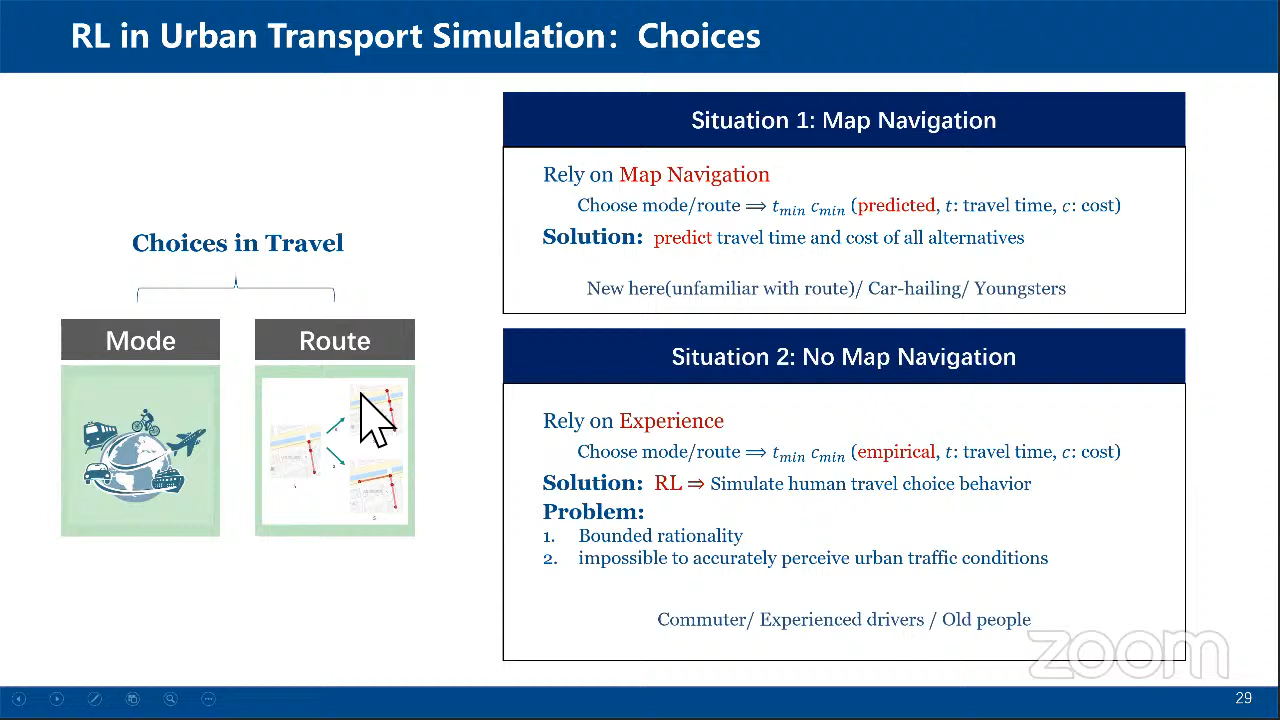 RL in Urban Transport Simulation: Choices
Choices in Travel
Mode
Route
Situation 1: Map Navigation
Rely on Map Navigation
Choose mode/route ⟹ t_min c_min (predicted, t: travel time, c: cost)
Solution: predict travel time and cost of all alternatives
New here(unfamiliar with route)/ Car-hailing/ Youngsters
Situation 2: No Map Navigation
Rely on Experience
Choose mode/route ⟹ t_min c_min (empirical, t: travel time, c: cost)
Solution: RL ⇒ Simulate human travel choice behavior
Problem:
1. Bounded rationality
2. impossible to accurately perceive urban traffic conditions
Commuter/ Experienced drivers / Old people
zoom
29